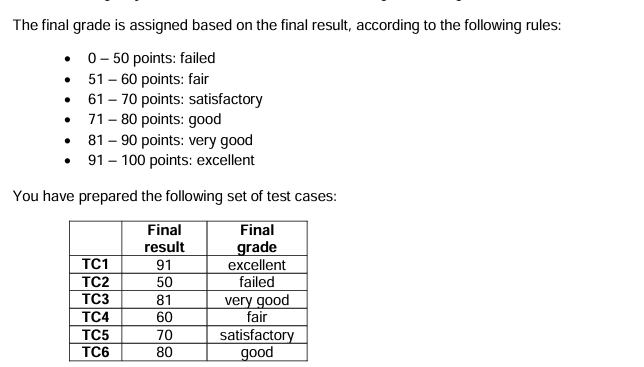 The final grade is assigned based on the final result, according to the following rules:
• 0 – 50 points: failed
• 51 – 60 points: fair
• 61 – 70 points: satisfactory
• 71 – 80 points: good
• 81 – 90 points: very good
• 91 – 100 points: excellent
You have prepared the following set of test cases:
Final result Final grade
TC1 91 excellent
TC2 50 failed
TC3 81 very good
TC4 60 fair
TC5 70 satisfactory
TC6 80 good